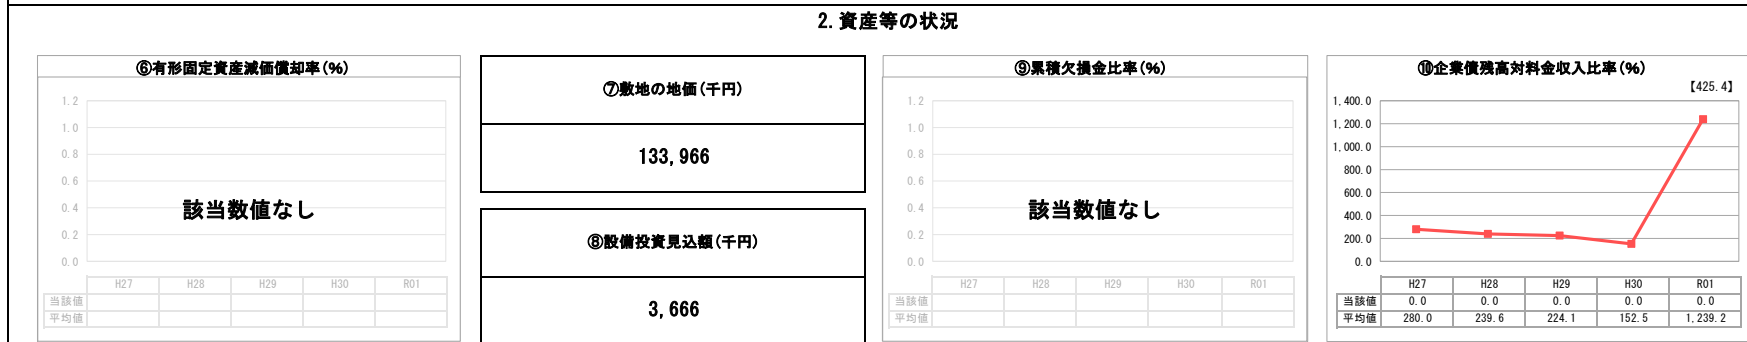 2.資産等の状況
⑥有形固定資産減価償却率(%)
1.2
1.0
0.8
0.6
0.4
0.2
0.0
該当数値なし
H27 H28 H29 H30 R01
当該値
平均値
⑦敷地の地価(千円)
133,966
⑧設備投資見込額(千円)
3,666
⑨累積欠損金比率(%)
1.2
1.0
0.8
0.6
0.4
0.2
0.0
該当数値なし
H27 H28 H29 H30 R01
当該値
平均値
⑩企業債残高対料金収入比率(%)
【425.4】
1,400.0
1,200.0
1,000.0
800.0
600.0
400.0
200.0
0.0
H27 H28 H29 H30 R01
当該値 0.0 0.0 0.0 0.0 0.0
平均値 280.0 239.6 224.1 152.5 1,239.2